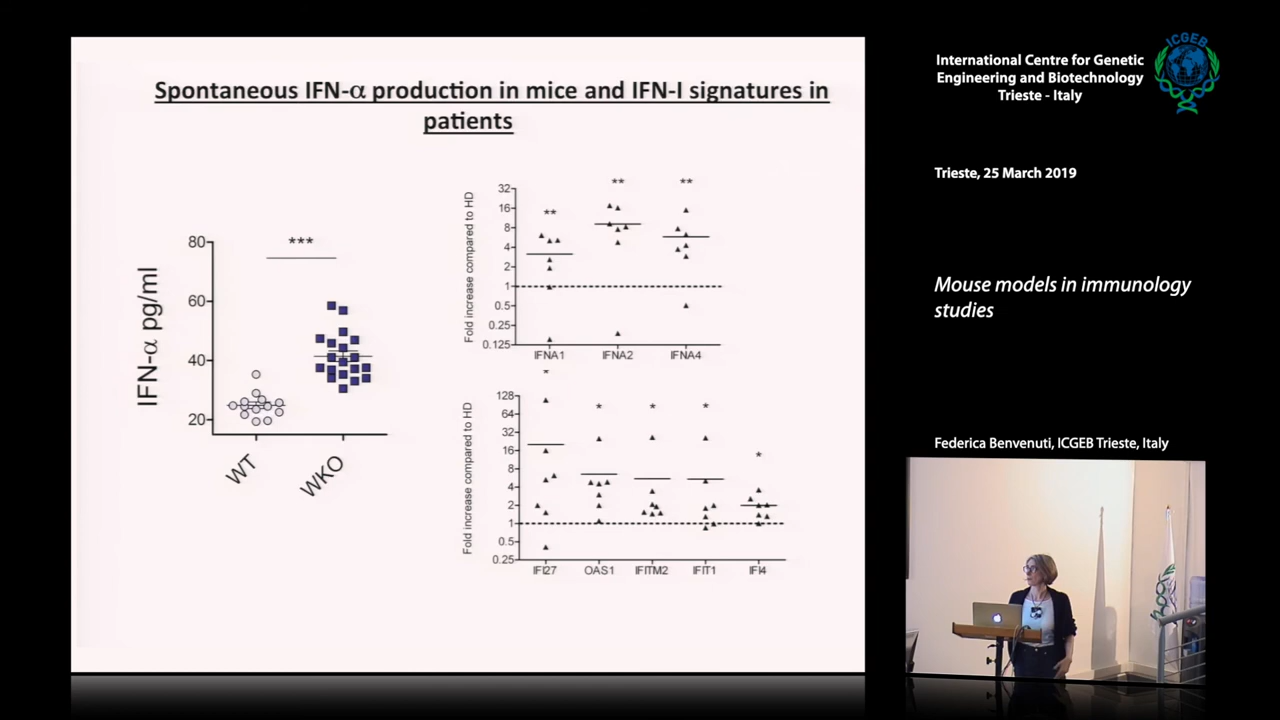 Spontaneous IFN-α production in mice and IFN-I signatures in
patients
IFN-α pg/ml
80
60
40
20
***
WT
WKO
Fold increase compared to HD
32
16
8
4
2
1
0.5
0.25
0.125
**
**
**
IFNA1
IFNA2
IFNA4
Fold increase compared to HD
128
64
32
16
8
4
2
1
0.5
0.25
*
*
*
*
*
IFI27
OAS1
IFITM2
IFIT1
IFI4
ICGEB
International Centre for Genetic
Engineering and Biotechnology
Trieste - Italy
Trieste, 25 March 2019
Mouse models in immunology
studies
Federica Benvenuti, ICGEB Trieste, Italy